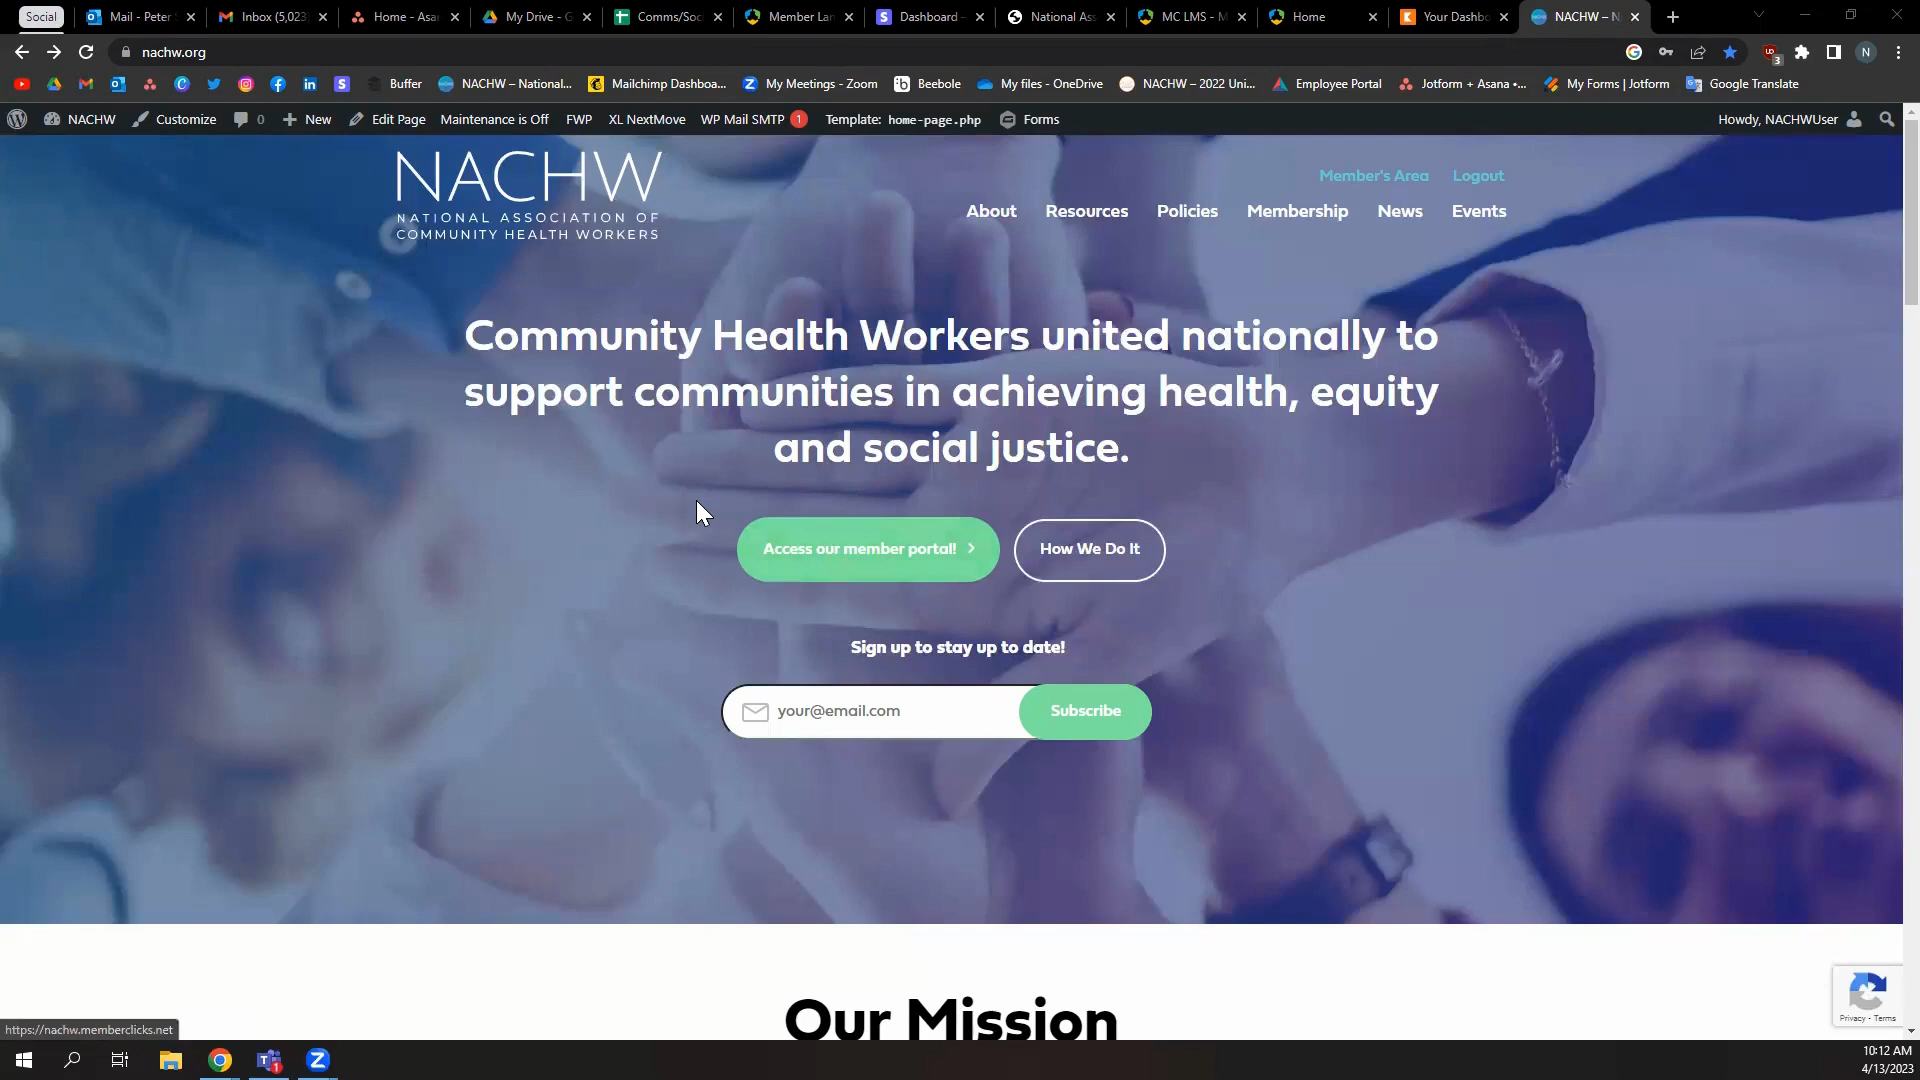 Social
Mail - Peter
Inbox (5,023
Home - Asa
My Drive - G
Comms/Soc
Member Lan
Dashboard -
National Ass
MC LMS - M
Home
Your Dashbo
NACHW – N
nachw.org
Buffer
NACHW – National...
Mailchimp Dashboa...
My Meetings - Zoom
Beebole
My files - OneDrive
NACHW – 2022 Uni...
Employee Portal
Jotform + Asana •...
My Forms | Jotform
Google Translate
NACHW
Customize
0
New
Edit Page
Maintenance is Off
FWP
XL NextMove
WP Mail SMTP 1
Template: home-page.php
Forms
Howdy, NACHWUser
NACHW
NATIONAL ASSOCIATION OF
COMMUNITY HEALTH WORKERS
Member's Area
Logout
About
Resources
Policies
Membership
News
Events
Community Health Workers united nationally to
support communities in achieving health, equity
and social justice.
Access our member portal!
How We Do It
Sign up to stay up to date!
your@email.com
Subscribe
Our Mission
Privacy - Terms
https://nachw.memberclicks.net
10:12 AM
4/13/2023